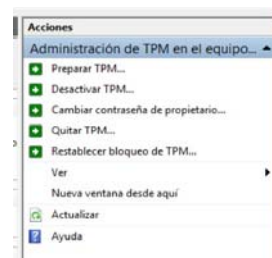 Acciones
Administración de TPM en el equipo...
Preparar TPM...
Desactivar TPM...
Cambiar contraseña de propietario...
Quitar TPM...
Restablecer bloqueo de TPM...
Ver
Nueva ventana desde aquí
Actualizar
Ayuda